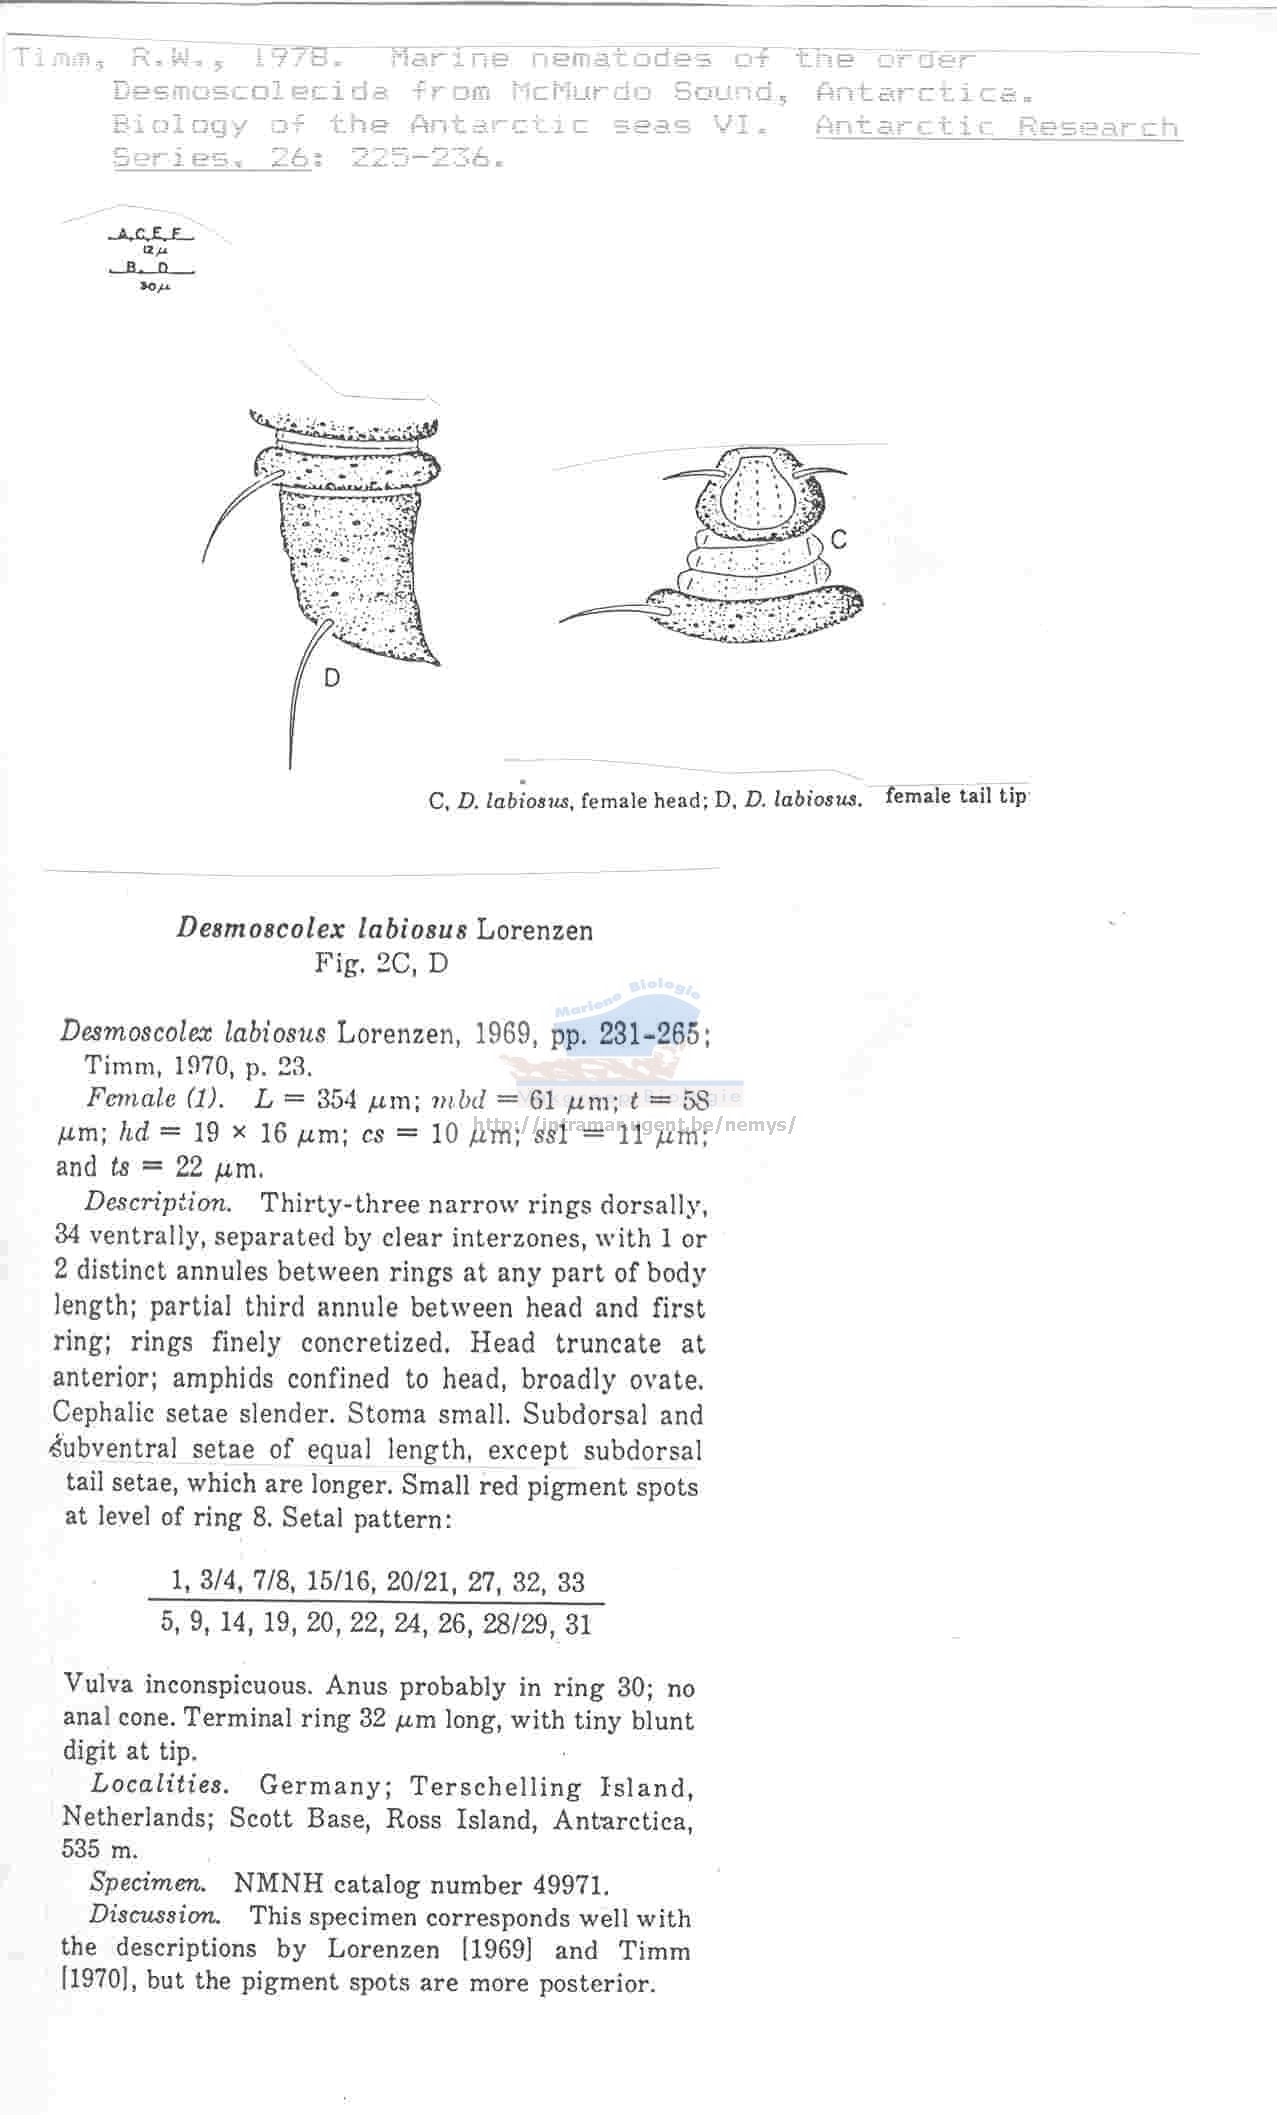 Timm, R.W., 1978. Marine nematodes of the order
Desmoscolecida from McMurdo Sound, Antarctica.
Biology of the Antarctic seas VI. Antarctic Research
Series. 26: 225-236.
A,C,E,F
12 μ
B, D
30 μ
C
D
C, D. labiosus, female head; D, D. labiosus. female tail tip
Desmoscolex labiosus Lorenzen
Fig. 2C, D
Mariene Biologie
Desmoscolex labiosus Lorenzen, 1969, pp. 231-265;
Timm, 1970, p. 23.
Female (1). L = 354 μm; mbd = 61 μm; t = 58
μm; hd = 19 × 16 μm; cs = 10 μm; ss1 = 11 μm;
and ts = 22 μm.
Vakgroep Biologie
http://intramar.ugent.be/nemys/
Description. Thirty-three narrow rings dorsally,
34 ventrally, separated by clear interzones, with 1 or
2 distinct annules between rings at any part of body
length; partial third annule between head and first
ring; rings finely concretized. Head truncate at
anterior; amphids confined to head, broadly ovate.
Cephalic setae slender. Stoma small. Subdorsal and
subventral setae of equal length, except subdorsal
tail setae, which are longer. Small red pigment spots
at level of ring 8. Setal pattern:
1, 3/4, 7/8, 15/16, 20/21, 27, 32, 33
5, 9, 14, 19, 20, 22, 24, 26, 28/29, 31
Vulva inconspicuous. Anus probably in ring 30; no
anal cone. Terminal ring 32 μm long, with tiny blunt
digit at tip.
Localities. Germany; Terschelling Island,
Netherlands; Scott Base, Ross Island, Antarctica,
535 m.
Specimen. NMNH catalog number 49971.
Discussion. This specimen corresponds well with
the descriptions by Lorenzen [1969] and Timm
[1970], but the pigment spots are more posterior.